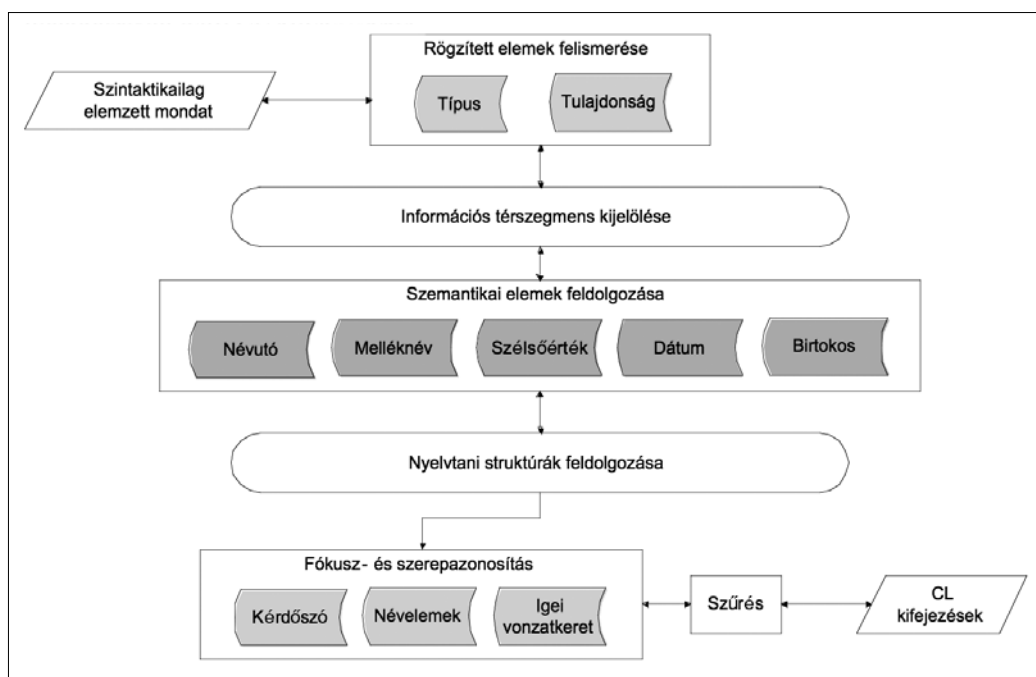 Rögzített elemek felismerése
Szintaktikailag
elemzett mondat
Típus
Tulajdonság
Információs térszegmens kijelölése
Szemantikai elemek feldolgozása
Névutó
Melléknév
Szélsőérték
Dátum
Birtokos
Nyelvtani struktúrák feldolgozása
Fókusz- és szerepazonosítás
Kérdőszó
Névelemek
Igei
vonzatkeret
Szűrés
CL
kifejezések